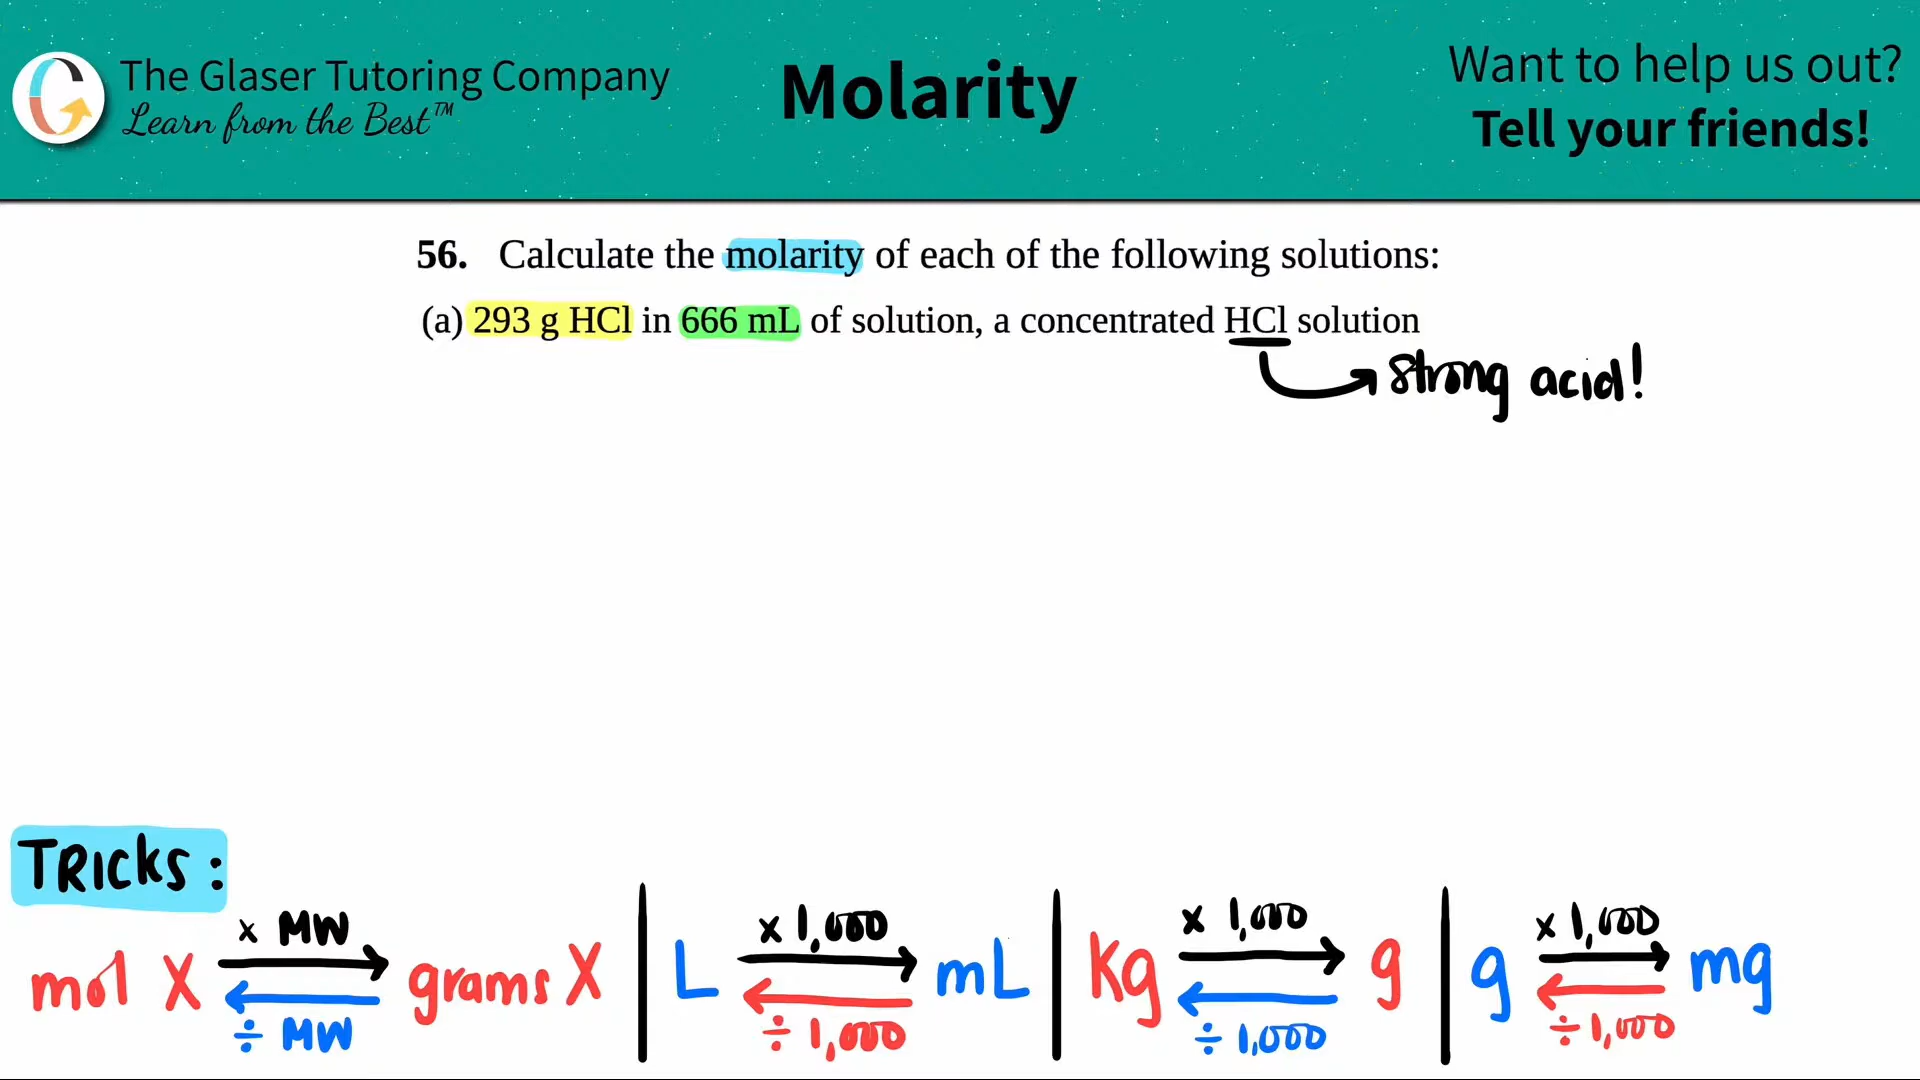 The Glaser Tutoring Company
Learn from the Best™
Molarity
Want to help us out?
Tell your friends!
56. Calculate the molarity of each of the following solutions:
(a) 293 g HCl in 666 mL of solution, a concentrated HCl solution
strong acid!
TRICKS:
x MW
mol X grams X
÷ MW
x 1,000
L mL
÷ 1,000
x 1,000
Kg g
÷ 1,000
x 1,000
g mg
÷ 1,000